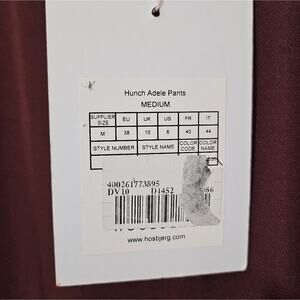 Hunch Adele Pants
MEDIUM
SUPPLIER SIZE EU UK US FR IT
M 38 10 6 40 44
STYLE NUMBER STYLE NAME COLOR CODE COLOR NAME
400261773895
DV10 D1452 986
www.hosbjerg.com